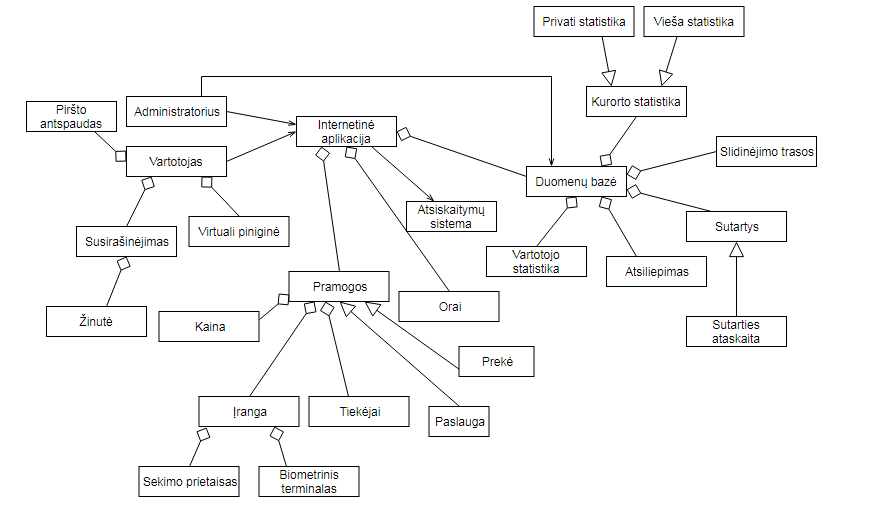 Privati statistika
Vieša statistika
Piršto
antspaudas
Administratorius
Internetinė
aplikacija
Kurorto statistika
Vartotojas
Slidinėjimo trasos
Duomenų bazė
Susirašinėjimas
Virtuali piniginė
Atsiskaitymų
sistema
Sutartys
Vartotojo
statistika
Atsiliepimas
Pramogos
Orai
Žinutė
Kaina
Sutarties
ataskaita
Prekė
Įranga
Tiekėjai
Paslauga
Sekimo prietaisas
Biometrinis
terminalas